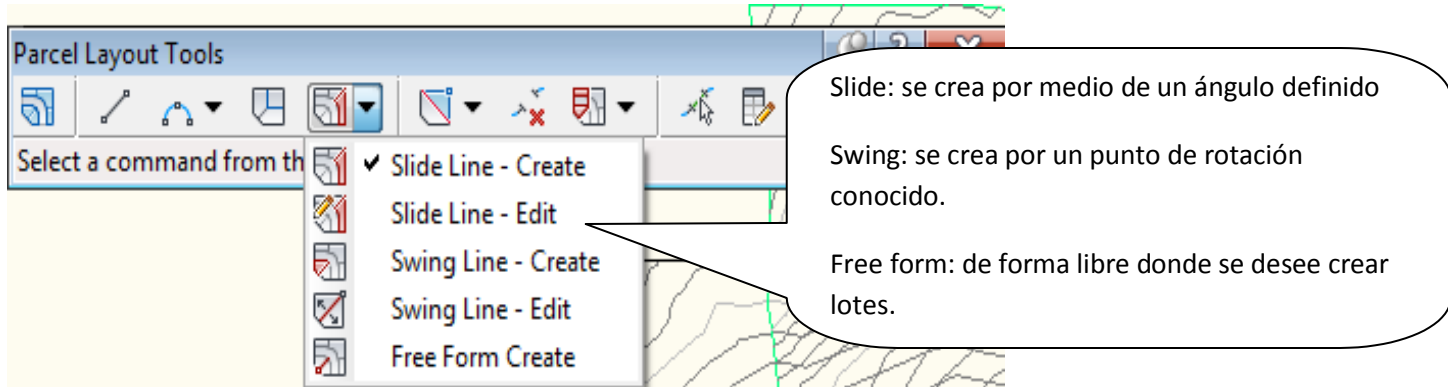 Parcel Layout Tools
Select a command from th
Slide Line - Create
Slide Line - Edit
Swing Line - Create
Swing Line - Edit
Free Form Create
Slide: se crea por medio de un ángulo definido
Swing: se crea por un punto de rotación
conocido.
Free form: de forma libre donde se desee crear
lotes.